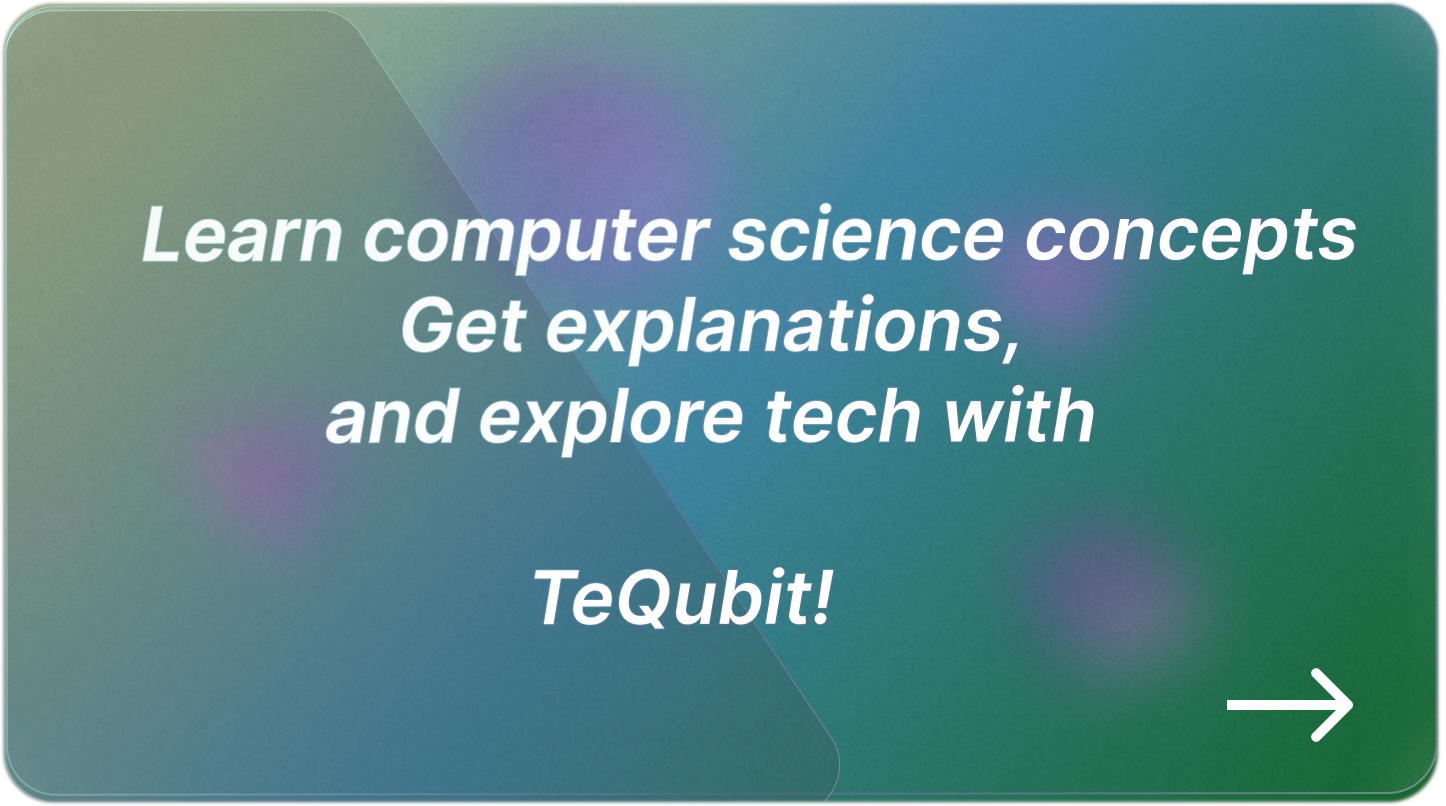 Learn computer science concepts
Get explanations,
and explore tech with
TeQubit!